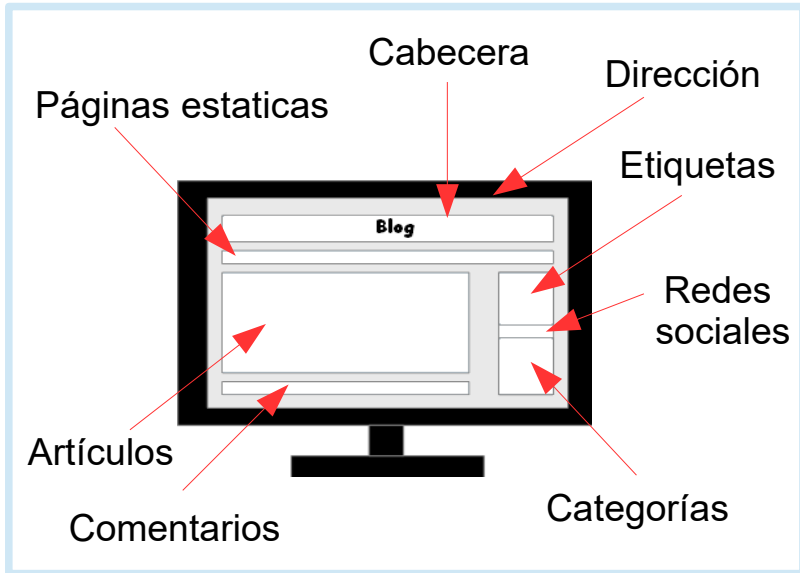 Cabecera
Dirección
Páginas estaticas
Etiquetas
Blog
Redes
sociales
Artículos
Categorías
Comentarios